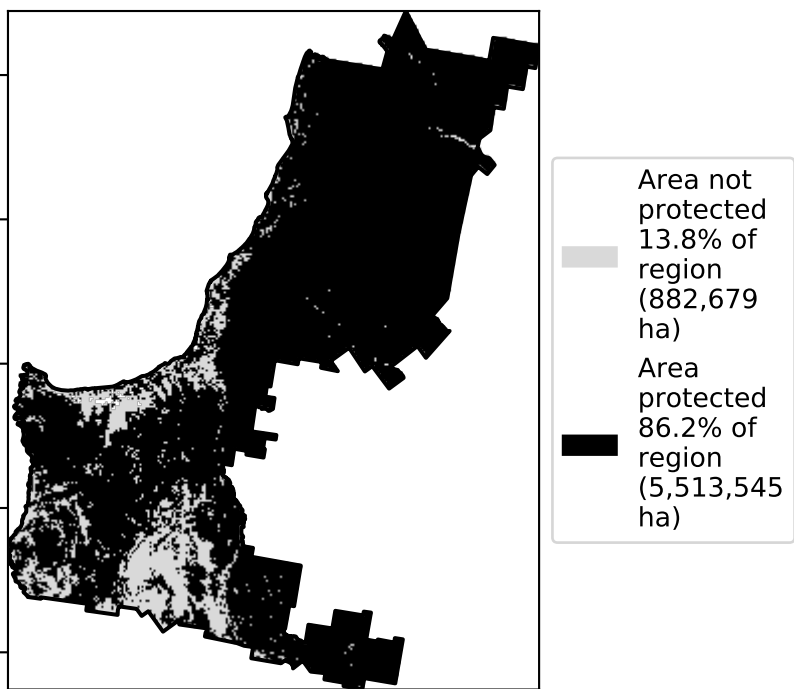 Area not
protected
13.8% of
region
(882,679
ha)
Area
protected
86.2% of
region
(5,513,545
ha)